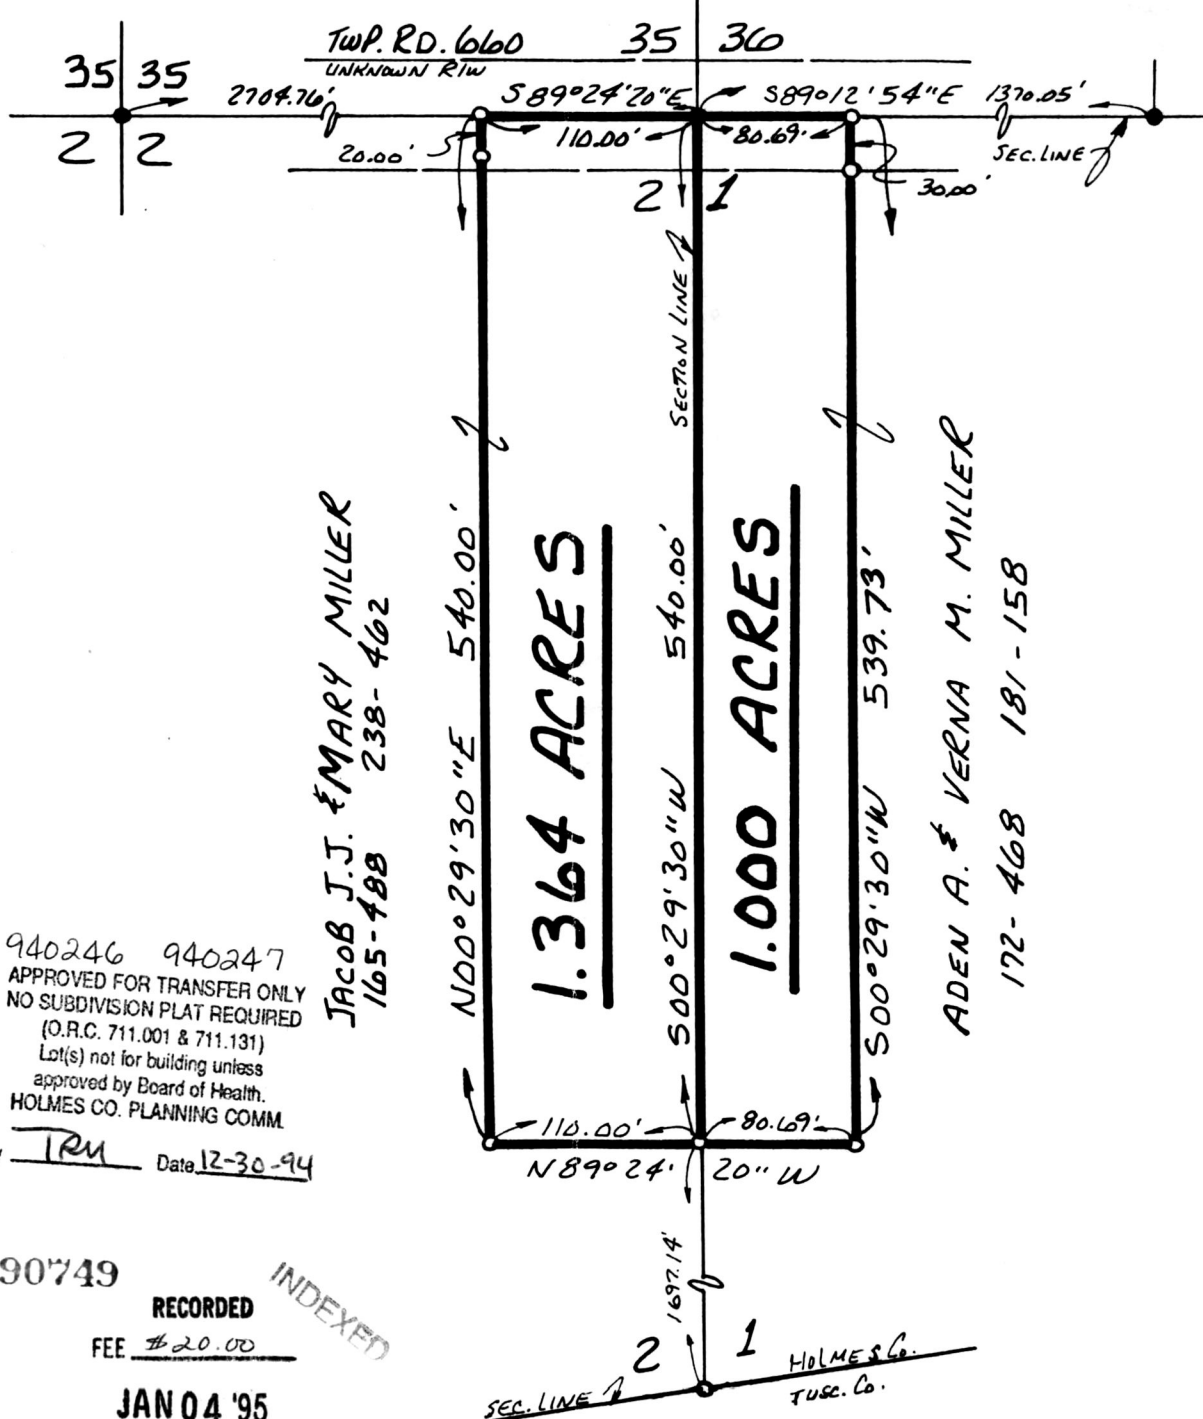 TWP. RD. 660
UNKNOWN R/W
35 36
35 35
2 2
2704.76'
S89°24'20"E
S89°12'54"E
1370.05'
110.00'
80.69'
20.00'
30.00'
SEC. LINE
2 1
SECTION LINE
JACOB J.J. & MARY MILLER
165-488 238-462
N00°29'30"E 540.00'
1.364 ACRES
S00°29'30"W 540.00'
1.000 ACRES
S00°29'30"W 539.73'
ADEN A. & VERNA M. MILLER
172-468 181-158
940246 940247
APPROVED FOR TRANSFER ONLY
NO SUBDIVISION PLAT REQUIRED
(O.R.C. 711.001 & 711.131)
Lot(s) not for building unless
approved by Board of Health.
HOLMES CO. PLANNING COMM.
Date 12-30-94
110.00'
80.69'
N89°24'20"W
1697.14'
90749
INDEXED
RECORDED
FEE $20.00
JAN 04 '95
2 1
SEC. LINE
HOLMES Co.
TUSC. Co.